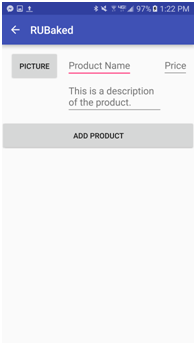 97% 1:22 PM
RUBaked
PICTURE Product Name Price
This is a description
of the product.
ADD PRODUCT